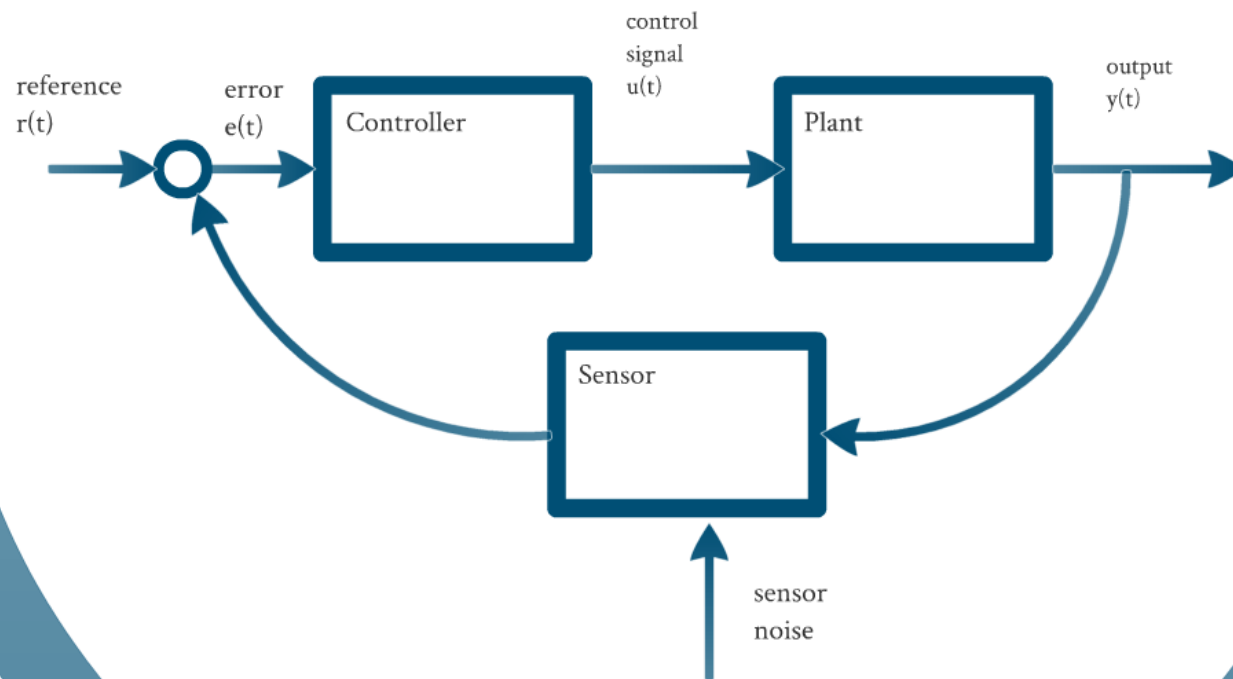 reference
r(t)
error
e(t)
Controller
control
signal
u(t)
Plant
output
y(t)
Sensor
sensor
noise